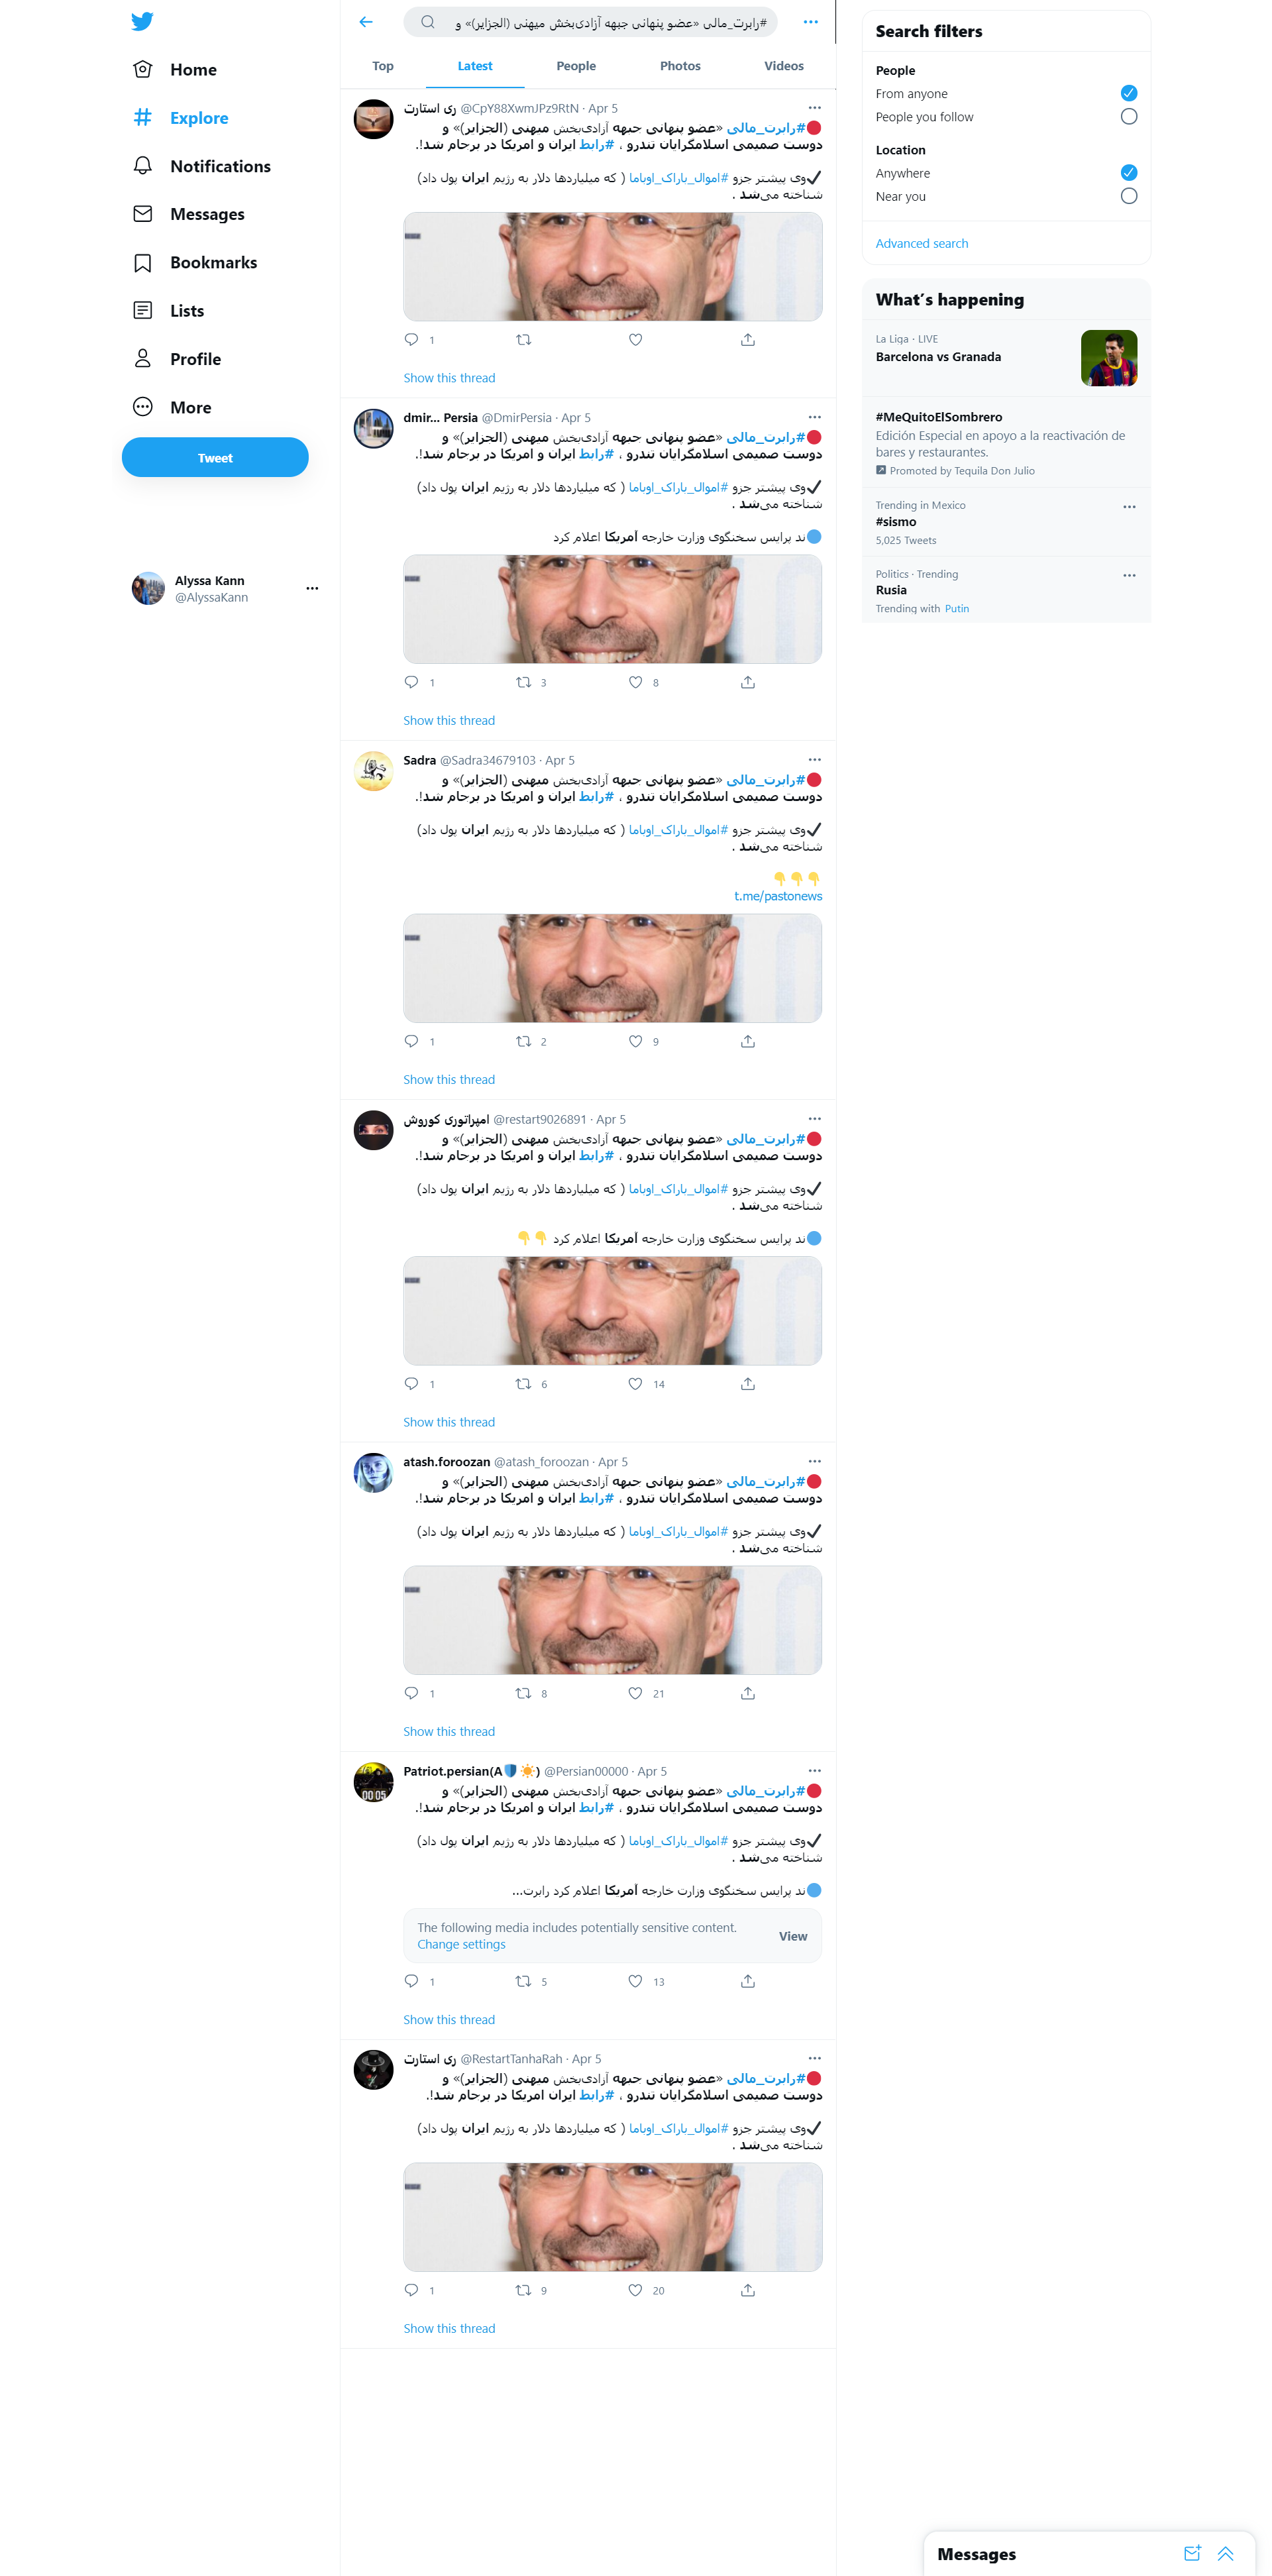 #رابرت_مالی «عضو پنهانی جبهه آزادی‌بخش میهنی (الجزایر)» و
Home
Explore
Notifications
Messages
Bookmarks
Lists
Profile
More
Tweet
Alyssa Kann
@AlyssaKann
Top
Latest
People
Photos
Videos
ری استارت @CpY88XwmJPz9RtN · Apr 5
🔴#رابرت_مالی «عضو پنهانی جبهه آزادی‌بخش میهنی (الجزایر)» و
دوست صمیمی اسلامگرایان تندرو ، #رابط ایران و امریکا در برجام شد!.
✔وی پیشتر جزو #اموال_باراک_اوباما ( که میلیاردها دلار به رژیم ایران پول داد)
شناخته می‌شد .
1
Show this thread
dmir... Persia @DmirPersia · Apr 5
🔴#رابرت_مالی «عضو پنهانی جبهه آزادی‌بخش میهنی (الجزایر)» و
دوست صمیمی اسلامگرایان تندرو ، #رابط ایران و امریکا در برجام شد!.
✔وی پیشتر جزو #اموال_باراک_اوباما ( که میلیاردها دلار به رژیم ایران پول داد)
شناخته می‌شد .
🔵ند پرایس سخنگوی وزارت خارجه آمریکا اعلام کرد
1 3 8
Show this thread
Sadra @Sadra34679103 · Apr 5
🔴#رابرت_مالی «عضو پنهانی جبهه آزادی‌بخش میهنی (الجزایر)» و
دوست صمیمی اسلامگرایان تندرو ، #رابط ایران و امریکا در برجام شد!.
✔وی پیشتر جزو #اموال_باراک_اوباما ( که میلیاردها دلار به رژیم ایران پول داد)
شناخته می‌شد .
👇👇👇
t.me/pastonews
1 2 9
Show this thread
امپراتوری کوروش @restart9026891 · Apr 5
🔴#رابرت_مالی «عضو پنهانی جبهه آزادی‌بخش میهنی (الجزایر)» و
دوست صمیمی اسلامگرایان تندرو ، #رابط ایران و امریکا در برجام شد!.
✔وی پیشتر جزو #اموال_باراک_اوباما ( که میلیاردها دلار به رژیم ایران پول داد)
شناخته می‌شد .
🔵ند پرایس سخنگوی وزارت خارجه آمریکا اعلام کرد 👇👇
1 6 14
Show this thread
atash.foroozan @atash_foroozan · Apr 5
🔴#رابرت_مالی «عضو پنهانی جبهه آزادی‌بخش میهنی (الجزایر)» و
دوست صمیمی اسلامگرایان تندرو ، #رابط ایران و امریکا در برجام شد!.
✔وی پیشتر جزو #اموال_باراک_اوباما ( که میلیاردها دلار به رژیم ایران پول داد)
شناخته می‌شد .
1 8 21
Show this thread
Patriot.persian(A🛡☀) @Persian00000 · Apr 5
🔴#رابرت_مالی «عضو پنهانی جبهه آزادی‌بخش میهنی (الجزایر)» و
دوست صمیمی اسلامگرایان تندرو ، #رابط ایران و امریکا در برجام شد!.
✔وی پیشتر جزو #اموال_باراک_اوباما ( که میلیاردها دلار به رژیم ایران پول داد)
شناخته می‌شد .
🔵ند پرایس سخنگوی وزارت خارجه آمریکا اعلام کرد رابرت...
The following media includes potentially sensitive content.
Change settings
View
1 5 13
Show this thread
ری استارت @RestartTanhaRah · Apr 5
🔴#رابرت_مالی «عضو پنهانی جبهه آزادی‌بخش میهنی (الجزایر)» و
دوست صمیمی اسلامگرایان تندرو ، #رابط ایران امریکا در برجام شد!.
✔وی پیشتر جزو #اموال_باراک_اوباما ( که میلیاردها دلار به رژیم ایران پول داد)
شناخته می‌شد .
1 9 20
Show this thread
Search filters
People
From anyone
People you follow
Location
Anywhere
Near you
Advanced search
What's happening
La Liga · LIVE
Barcelona vs Granada
#MeQuitoElSombrero
Edición Especial en apoyo a la reactivación de
bares y restaurantes.
Promoted by Tequila Don Julio
Trending in Mexico
#sismo
5,025 Tweets
Politics · Trending
Rusia
Trending with Putin
Messages